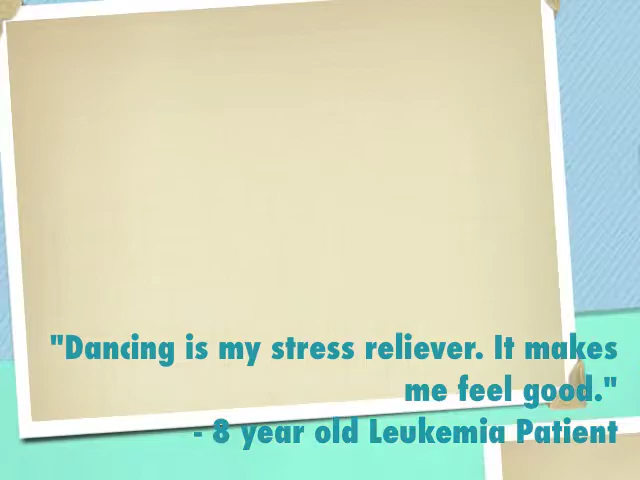 "Dancing is my stress reliever. It makes
me feel good."
- 8 year old Leukemia Patient